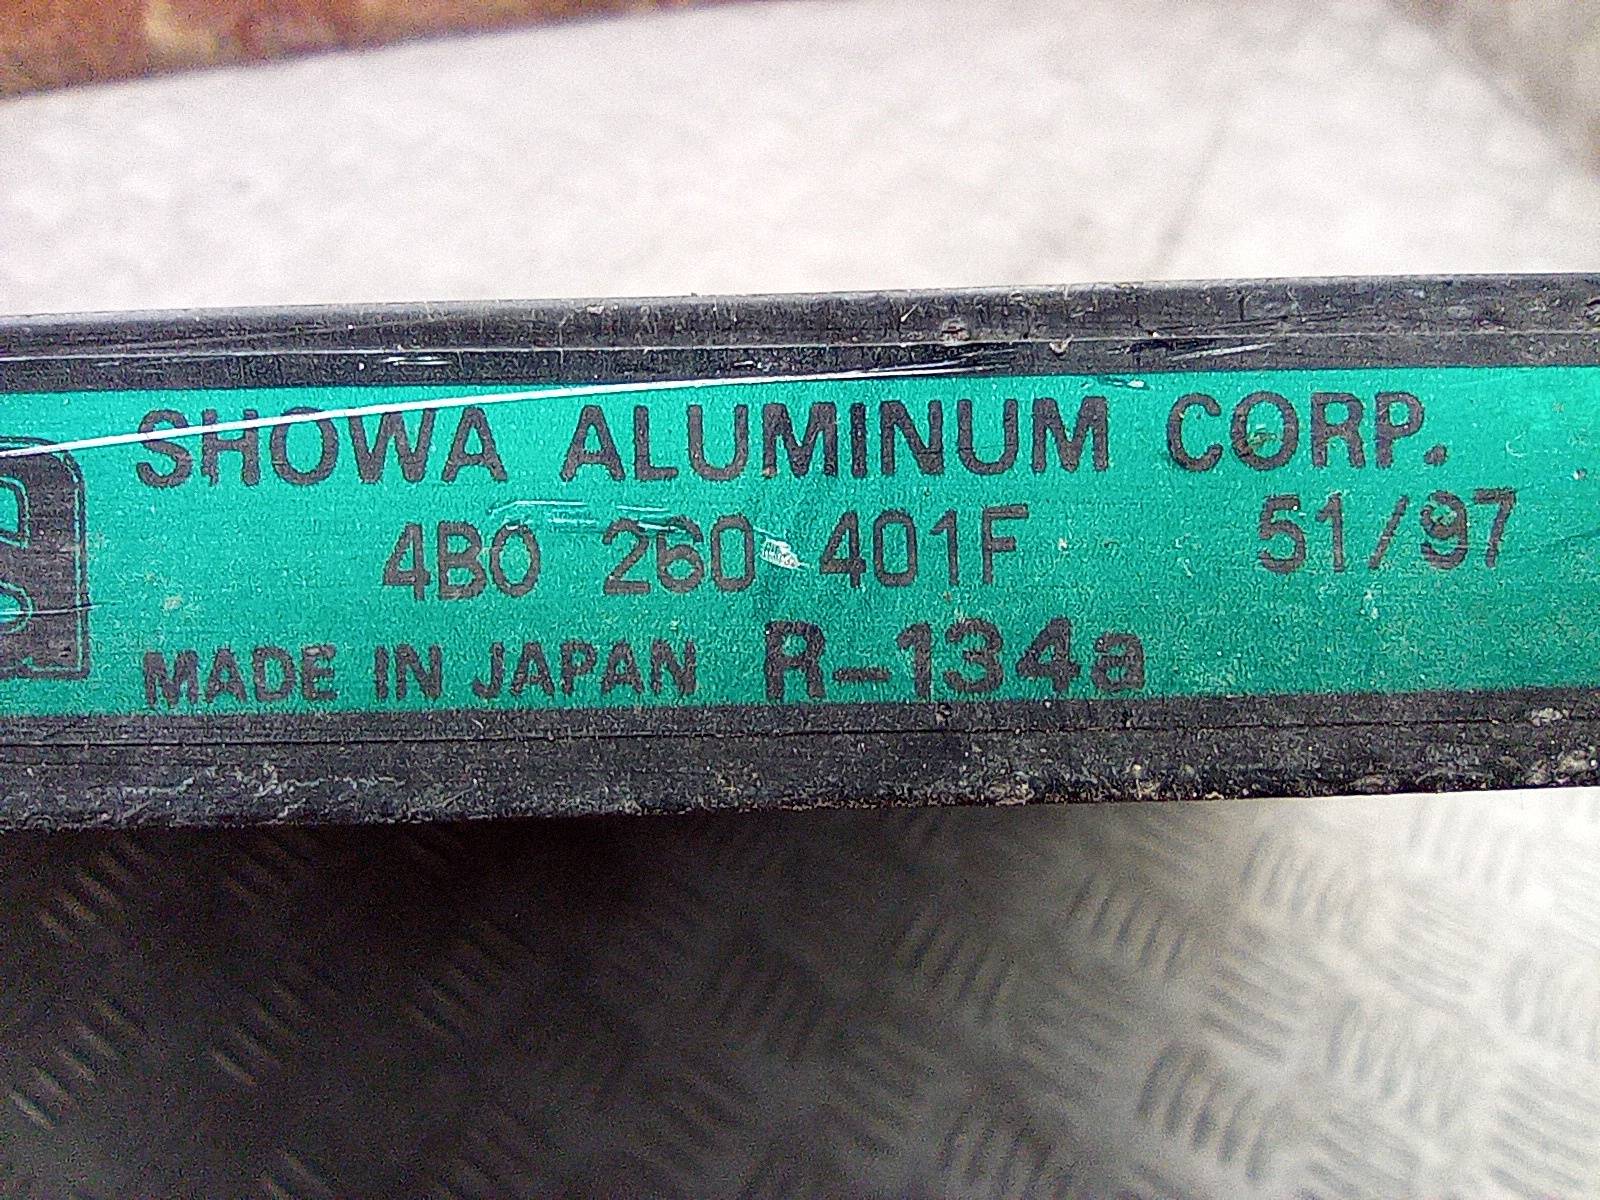 SHOWA ALUMINUM CORP.
4B0 260 401F 51/97
MADE IN JAPAN R-134a